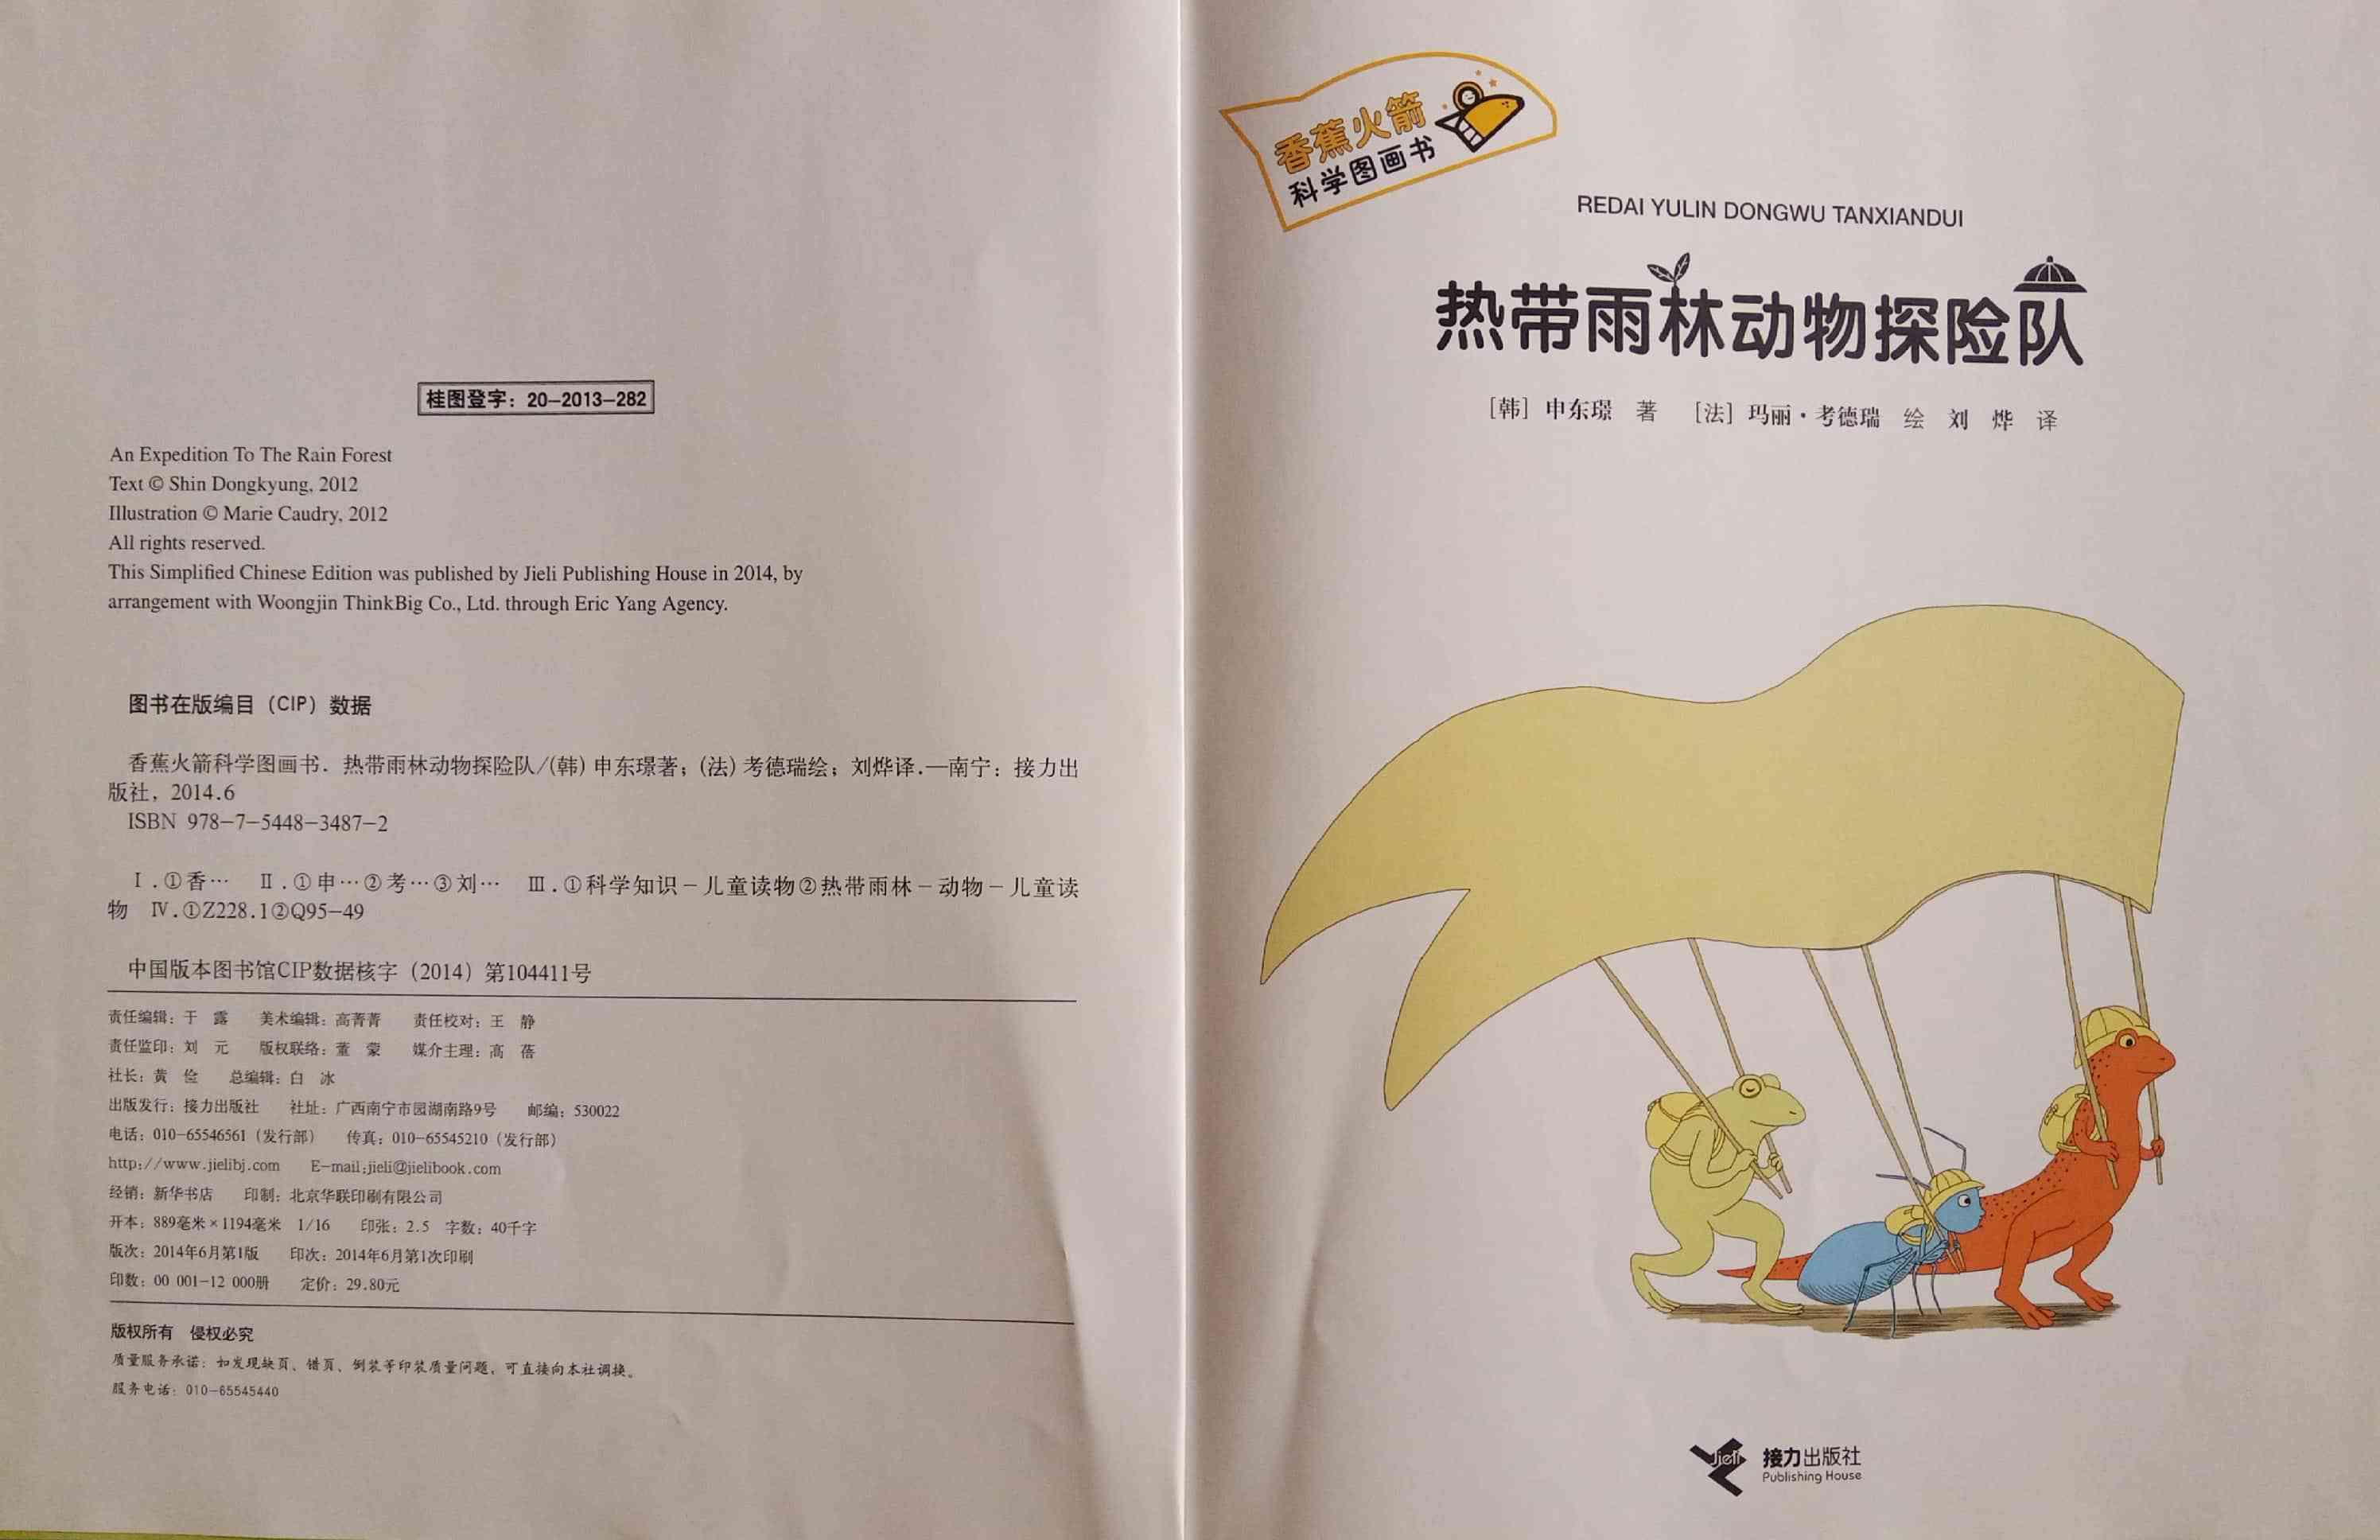 桂图登字：20-2013-282
An Expedition To The Rain Forest
Text © Shin Dongkyung, 2012
Illustration © Marie Caudry, 2012
All rights reserved.
This Simplified Chinese Edition was published by Jieli Publishing House in 2014, by
arrangement with Woongjin ThinkBig Co., Ltd. through Eric Yang Agency.
图书在版编目（CIP）数据
香蕉火箭科学图画书．热带雨林动物探险队/(韩)申东璟著；(法)考德瑞绘；刘烨译.—南宁：接力出
版社，2014.6
ISBN 978-7-5448-3487-2
Ⅰ.①香… Ⅱ.①申…②考…③刘… Ⅲ.①科学知识－儿童读物②热带雨林－动物－儿童读
物 Ⅳ.①Z228.1②Q95-49
中国版本图书馆CIP数据核字（2014）第104411号
责任编辑：于 露 美术编辑：高菁菁 责任校对：王 静
责任监印：刘 元 版权联络：董 蒙 媒介主理：高 蓓
社长：黄 俭 总编辑：白 冰
出版发行：接力出版社 社址：广西南宁市园湖南路9号 邮编：530022
电话：010-65546561（发行部） 传真：010-65545210（发行部）
http://www.jielibj.com E-mail:jieli@jielibook.com
经销：新华书店 印制：北京华联印刷有限公司
开本：889毫米×1194毫米 1/16 印张：2.5 字数：40千字
版次：2014年6月第1版 印次：2014年6月第1次印刷
印数：00 001-12 000册 定价：29.80元
版权所有 侵权必究
质量服务承诺：如发现缺页、错页、倒装等印装质量问题，可直接向本社调换。
服务电话：010-65545440
香蕉火箭
科学图画书
REDAI YULIN DONGWU TANXIANDUI
热带雨林动物探险队
［韩］申东璟 著 ［法］玛丽·考德瑞 绘 刘 烨 译
Jieli 接力出版社
Publishing House